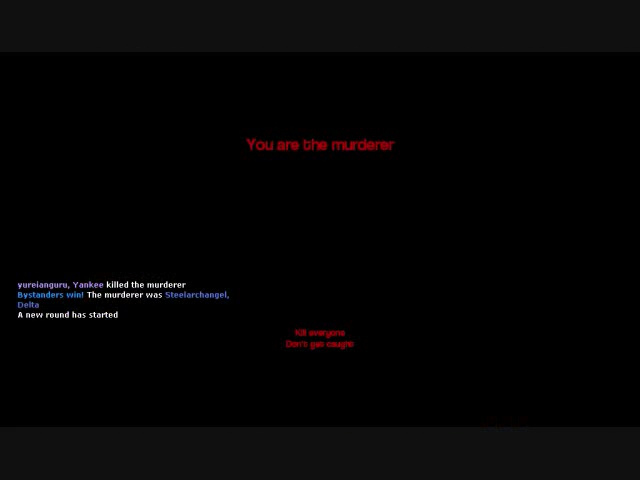 You are the murderer
yureianguru, Yankee killed the murderer
Bystanders win! The murderer was Steelarchangel,
Delta
A new round has started
Kill everyone
Don't get caught